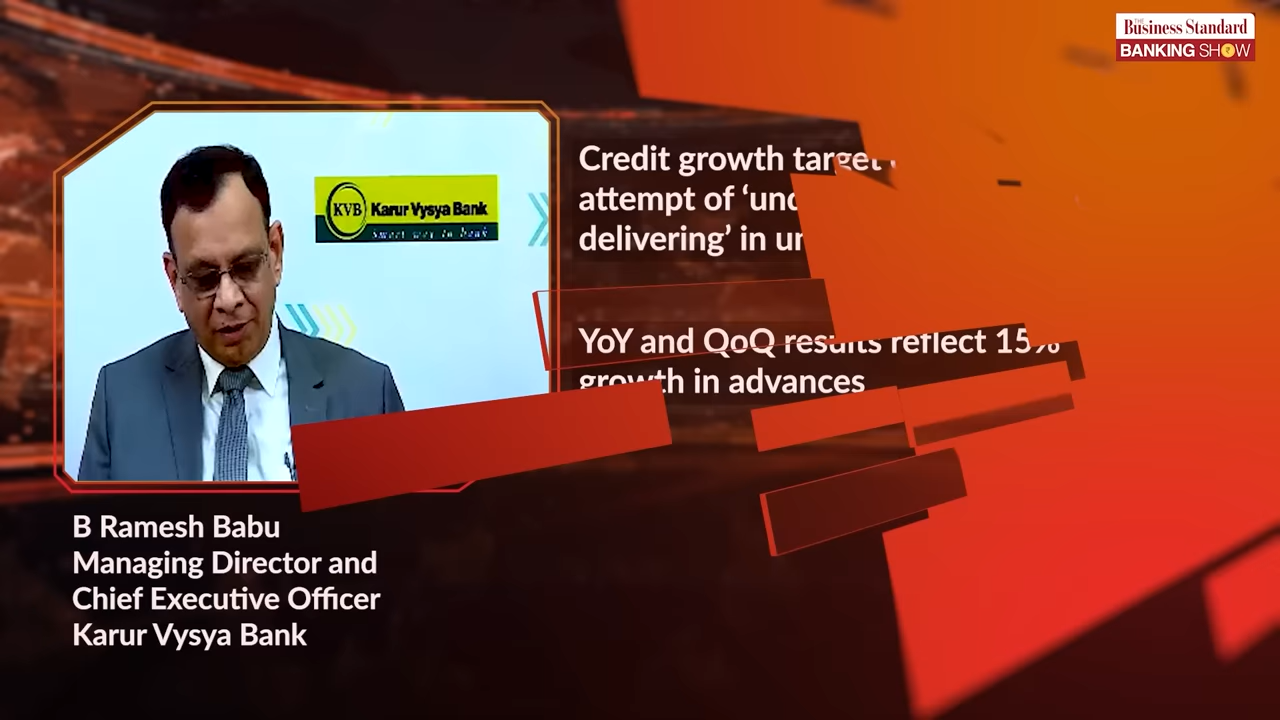 THE
Business Standard
BANKING SHOW
KVB Karur Vysya Bank
Smart way to bank
Credit growth target
attempt of
delivering’ in
YoY and QoQ results reflect 15%
growth in advances
B Ramesh Babu
Managing Director and
Chief Executive Officer
Karur Vysya Bank